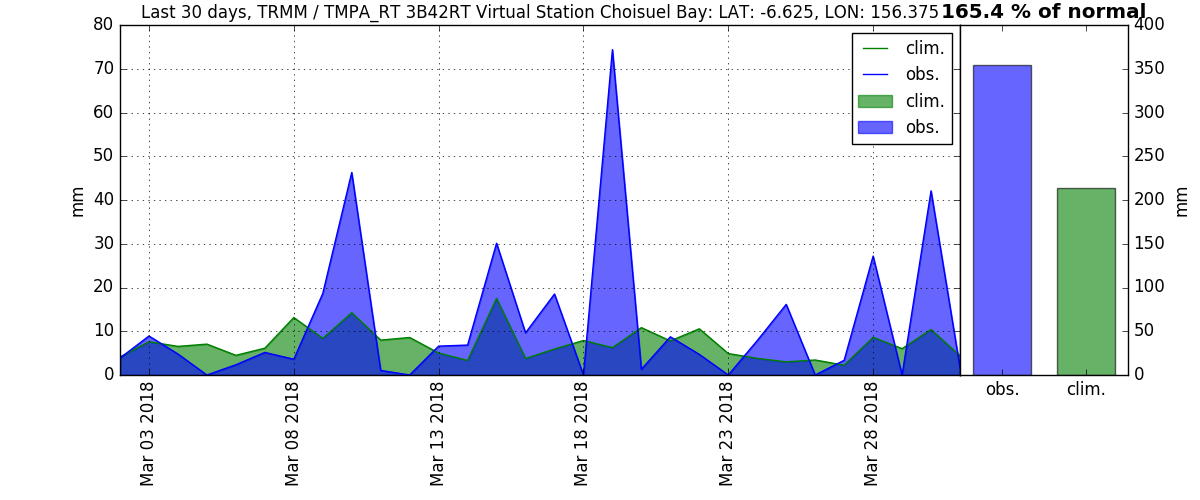 Last 30 days, TRMM / TMPA_RT 3B42RT Virtual Station Choisuel Bay: LAT: -6.625, LON: 156.375
165.4 % of normal
80
70
60
50
40
30
20
10
0
mm
clim.
obs.
clim.
obs.
Mar 03 2018
Mar 08 2018
Mar 13 2018
Mar 18 2018
Mar 23 2018
Mar 28 2018
400
350
300
250
200
150
100
50
0
mm
obs.
clim.